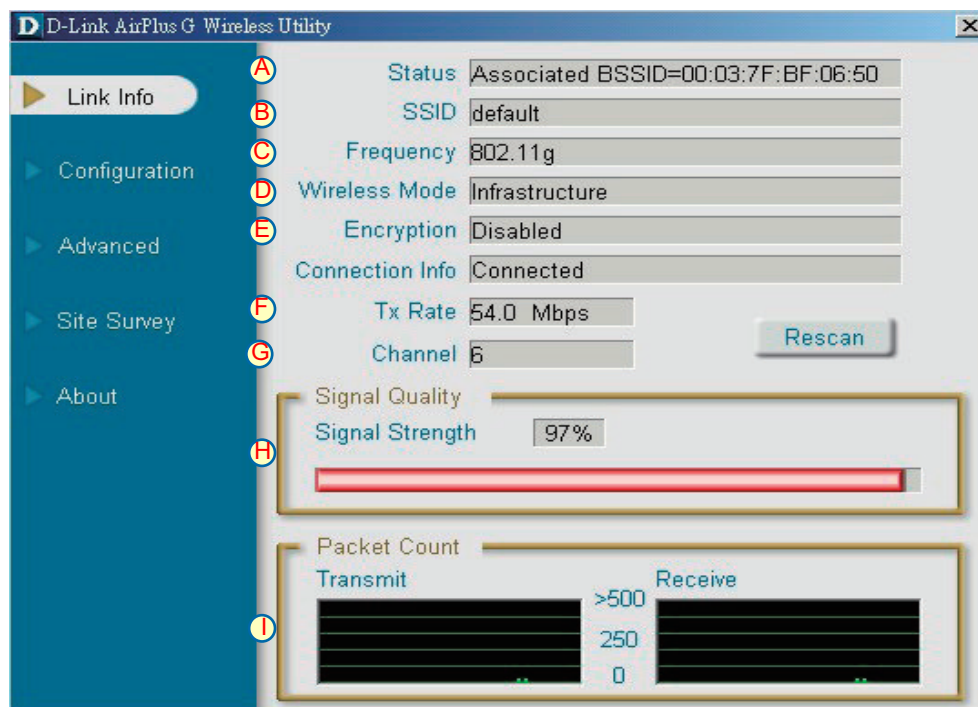 D D-Link AirPlus G Wireless Utility
Link Info
Configuration
Advanced
Site Survey
About
A Status Associated BSSID=00:03:7F:BF:06:50
B SSID default
C Frequency 802.11g
D Wireless Mode Infrastructure
E Encryption Disabled
Connection Info Connected
F Tx Rate 54.0 Mbps
Rescan
G Channel 6
Signal Quality
H Signal Strength 97%
Packet Count
Transmit Receive
>500
I 250
0